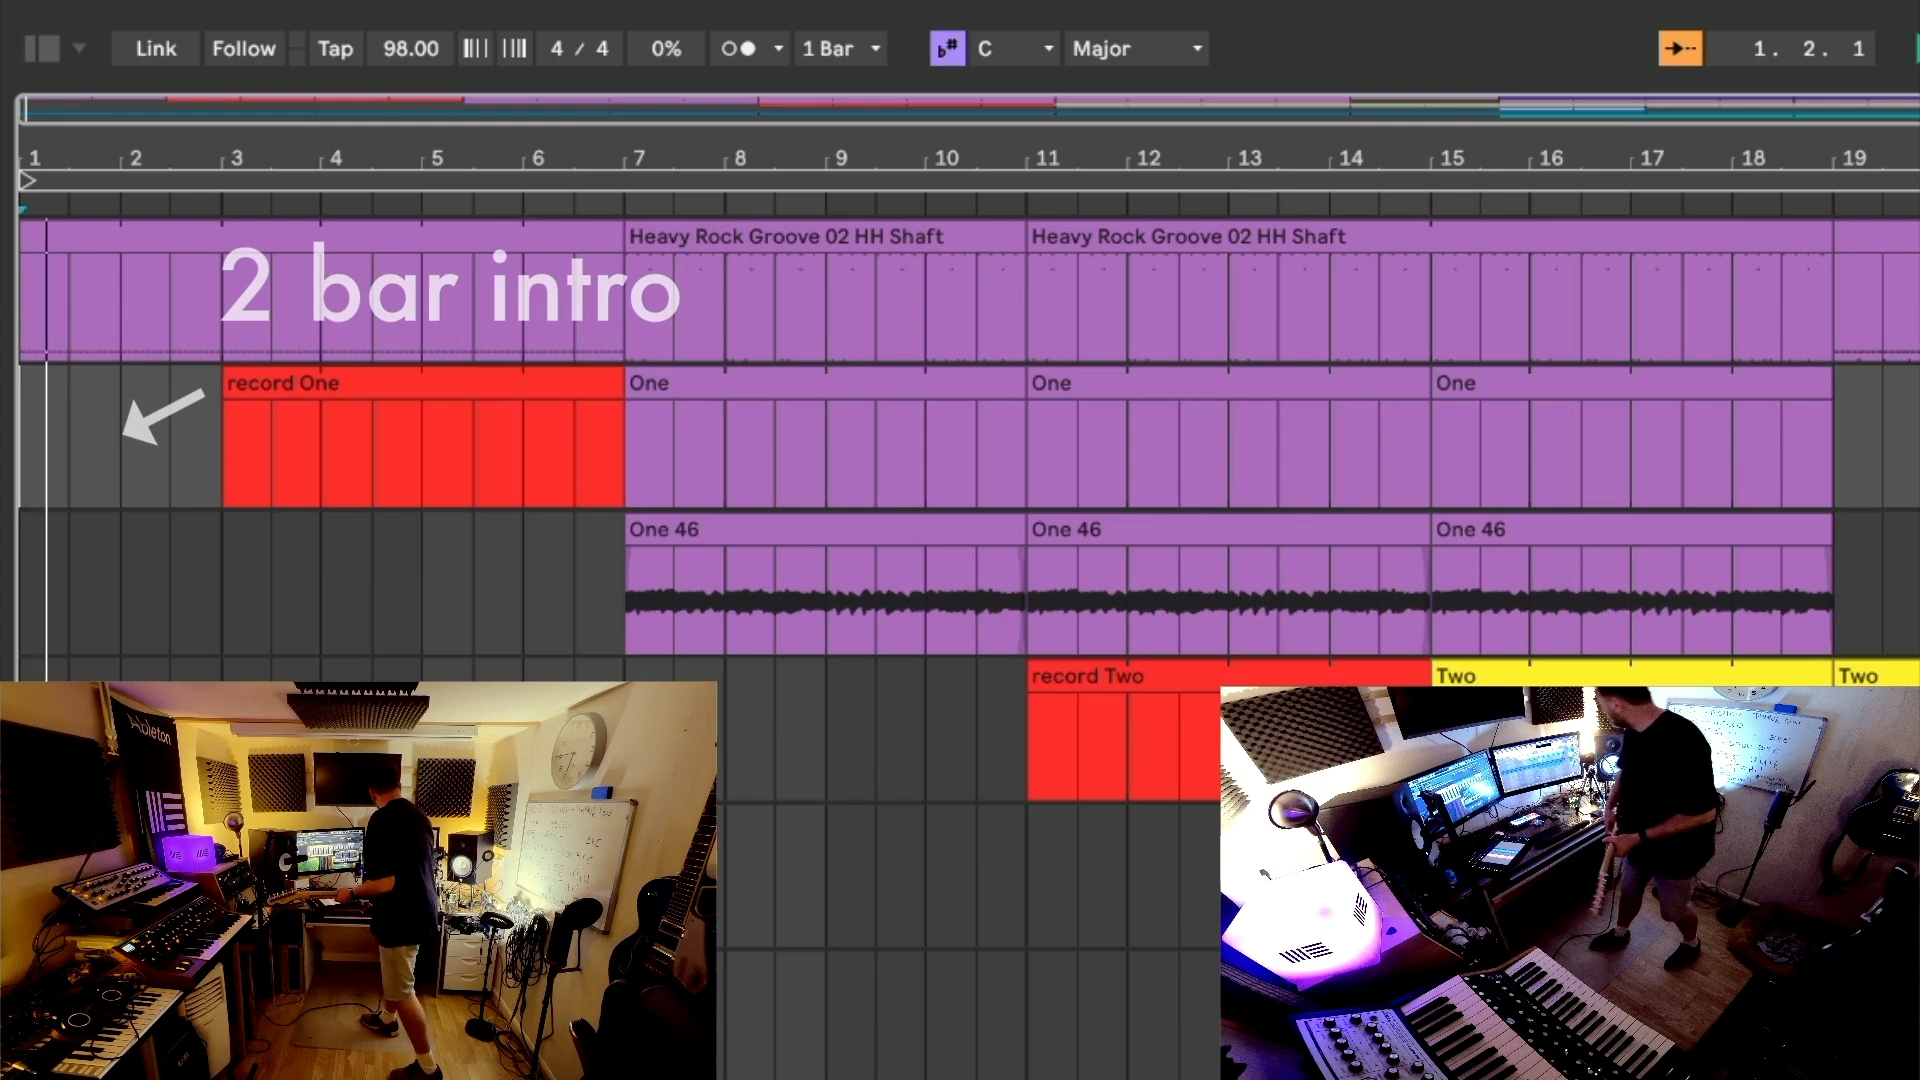 Link Follow Tap 98.00 4 / 4 0% 1 Bar C Major 1. 2. 1
1 2 3 4 5 6 7 8 9 10 11 12 13 14 15 16 17 18 19
Heavy Rock Groove 02 HH Shaft Heavy Rock Groove 02 HH Shaft
2 bar intro
record One One One One
One 46 One 46 One 46
record Two Two Two
Ableton